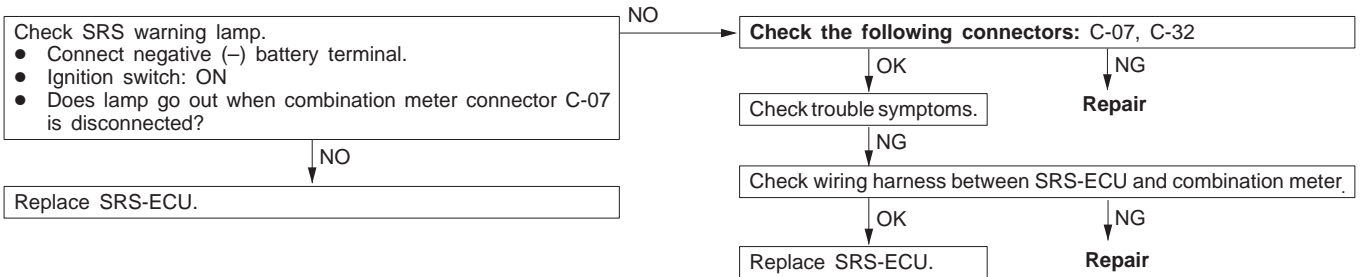 Check SRS warning lamp.
● Connect negative (–) battery terminal.
● Ignition switch: ON
● Does lamp go out when combination meter connector C-07
is disconnected?
NO
Replace SRS-ECU.
NO
Check the following connectors: C-07, C-32
OK
NG
Check trouble symptoms.
Repair
NG
Check wiring harness between SRS-ECU and combination meter.
OK
NG
Replace SRS-ECU.
Repair